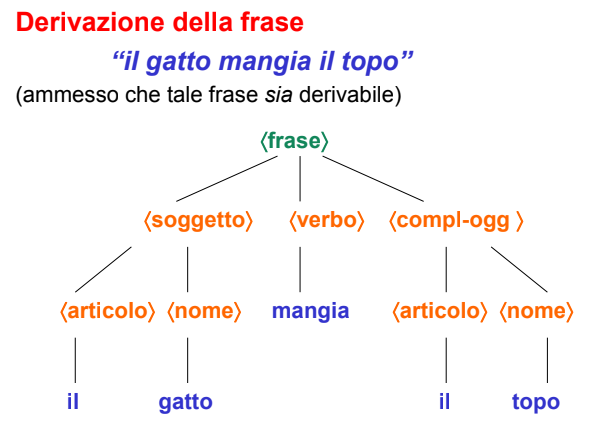 Derivazione della frase
“il gatto mangia il topo”
(ammesso che tale frase sia derivabile)
⟨frase⟩
⟨soggetto⟩ ⟨verbo⟩ ⟨compl-ogg ⟩
⟨articolo⟩ ⟨nome⟩ mangia ⟨articolo⟩ ⟨nome⟩
il gatto il topo